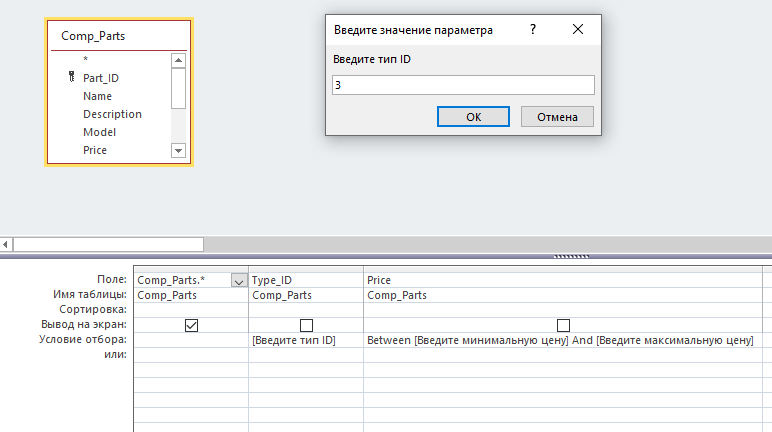 Comp_Parts
*
Part_ID
Name
Description
Model
Price
Введите значение параметра
?
Введите тип ID
3
ОК
Отмена
Поле: Comp_Parts.* Type_ID Price
Имя таблицы: Comp_Parts Comp_Parts Comp_Parts
Сортировка:
Вывод на экран:
Условие отбора: [Введите тип ID] Between [Введите минимальную цену] And [Введите максимальную цену]
или: